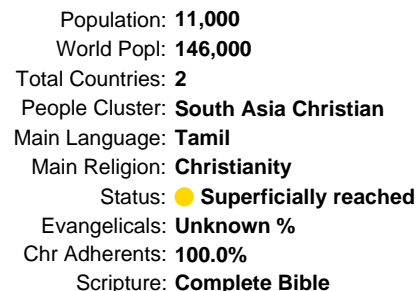 Population: 11,000
World Popl: 146,000
Total Countries: 2
People Cluster: South Asia Christian
Main Language: Tamil
Main Religion: Christianity
Status: Superficially reached
Evangelicals: Unknown %
Chr Adherents: 100.0%
Scripture: Complete Bible